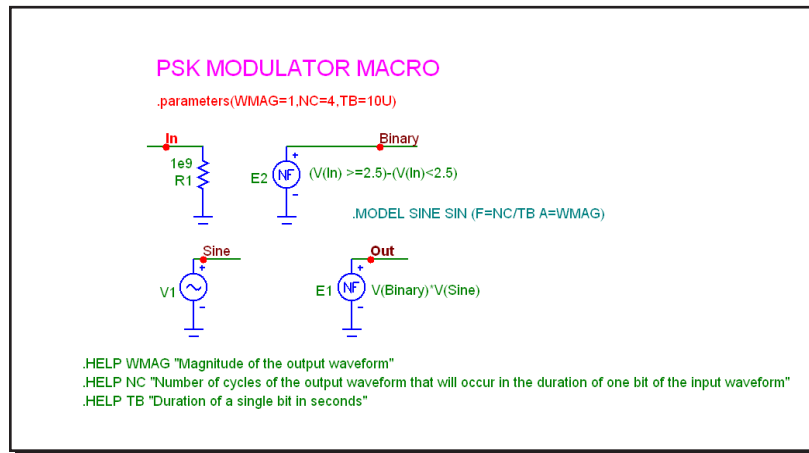 PSK MODULATOR MACRO
.parameters(WMAG=1,NC=4,TB=10U)
In
Binary
1e9
R1
E2
NF
(V(In) >=2.5)-(V(In)<2.5)
.MODEL SINE SIN (F=NC/TB A=WMAG)
Sine
Out
V1
E1
NF
V(Binary)*V(Sine)
.HELP WMAG "Magnitude of the output waveform"
.HELP NC "Number of cycles of the output waveform that will occur in the duration of one bit of the input waveform"
.HELP TB "Duration of a single bit in seconds"